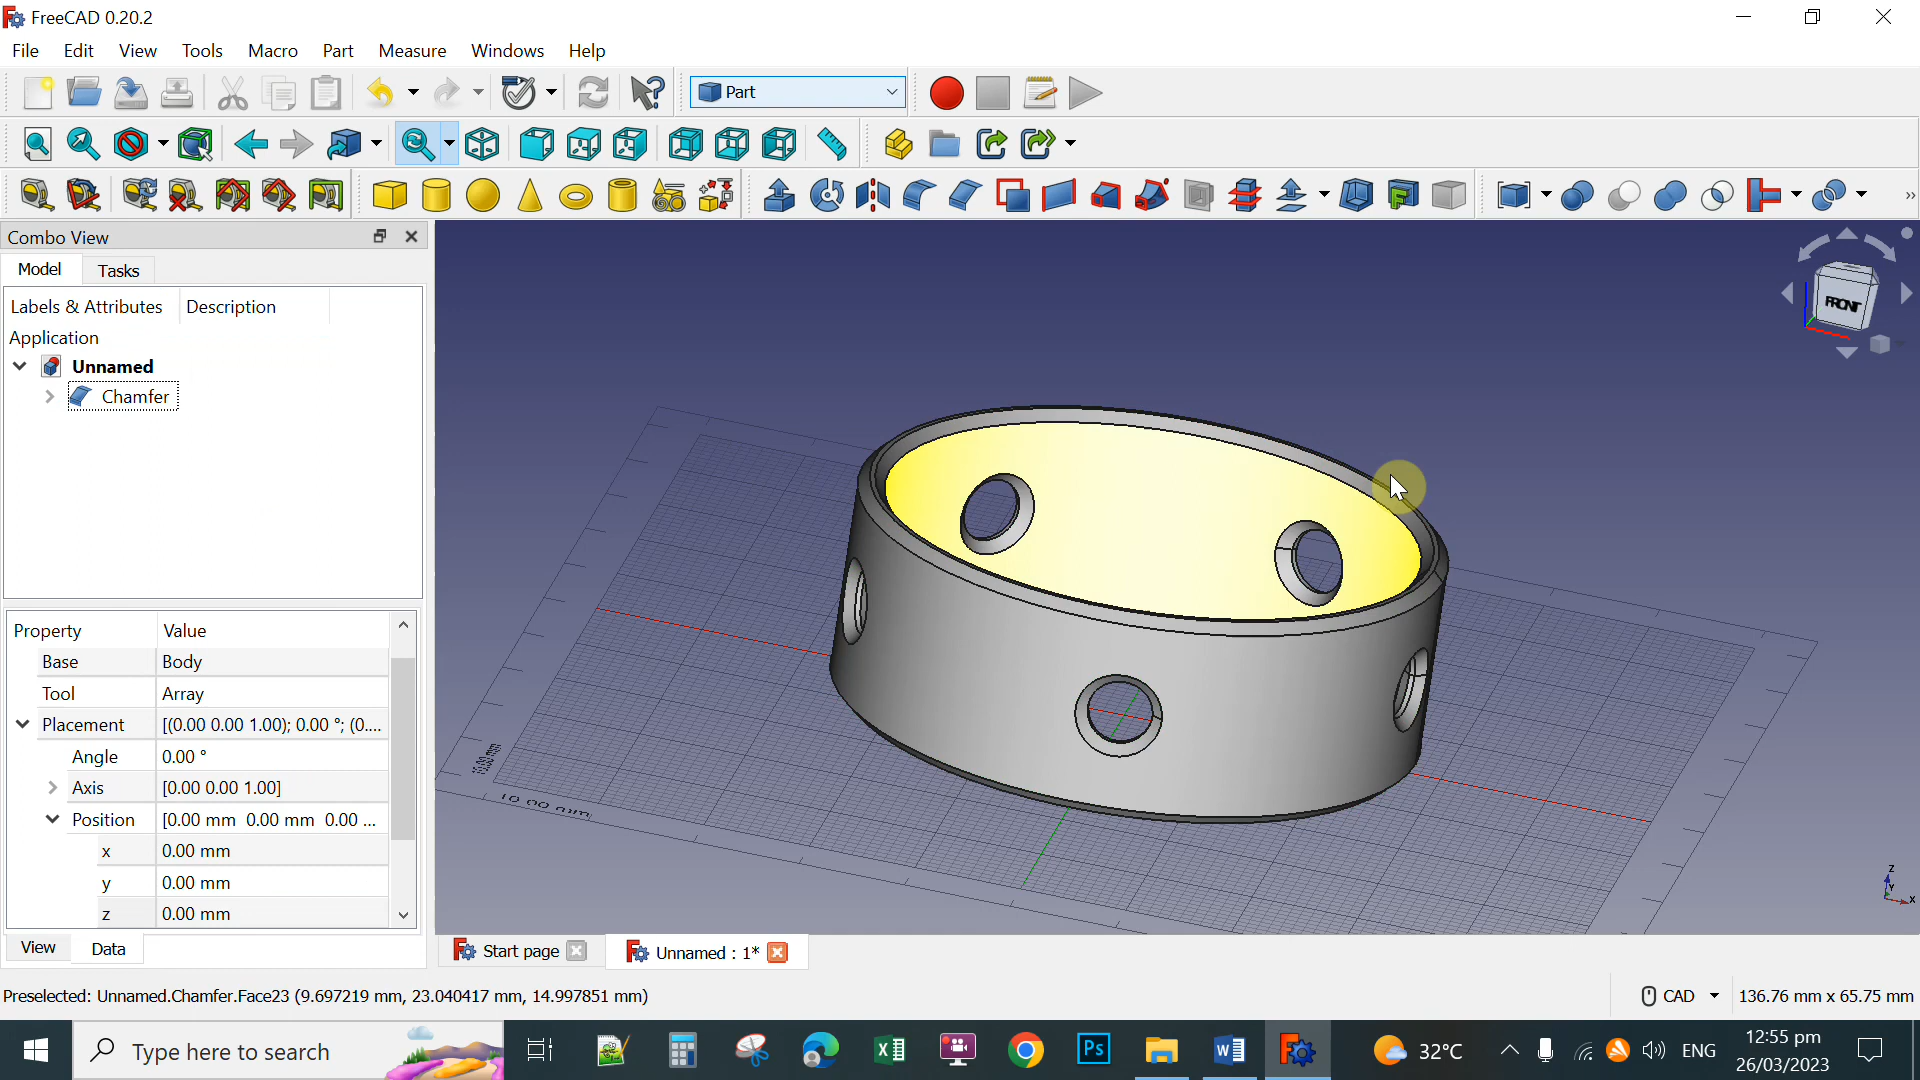 FreeCAD 0.20.2
File Edit View Tools Macro Part Measure Windows Help
Part
Combo View
Model Tasks
Labels & Attributes Description
Application
Unnamed
Chamfer
FRONT
Property Value
Base Body
Tool Array
Placement [(0.00 0.00 1.00); 0.00 °; (0....
Angle 0.00 °
Axis [0.00 0.00 1.00]
Position [0.00 mm 0.00 mm 0.00 ...
x 0.00 mm
y 0.00 mm
z 0.00 mm
10.00 mm
Z
Y
X
View Data
Start page Unnamed : 1*
Preselected: Unnamed.Chamfer.Face23 (9.697219 mm, 23.040417 mm, 14.997851 mm)
CAD 136.76 mm x 65.75 mm
Type here to search
Ps
32°C
ENG
12:55 pm
26/03/2023